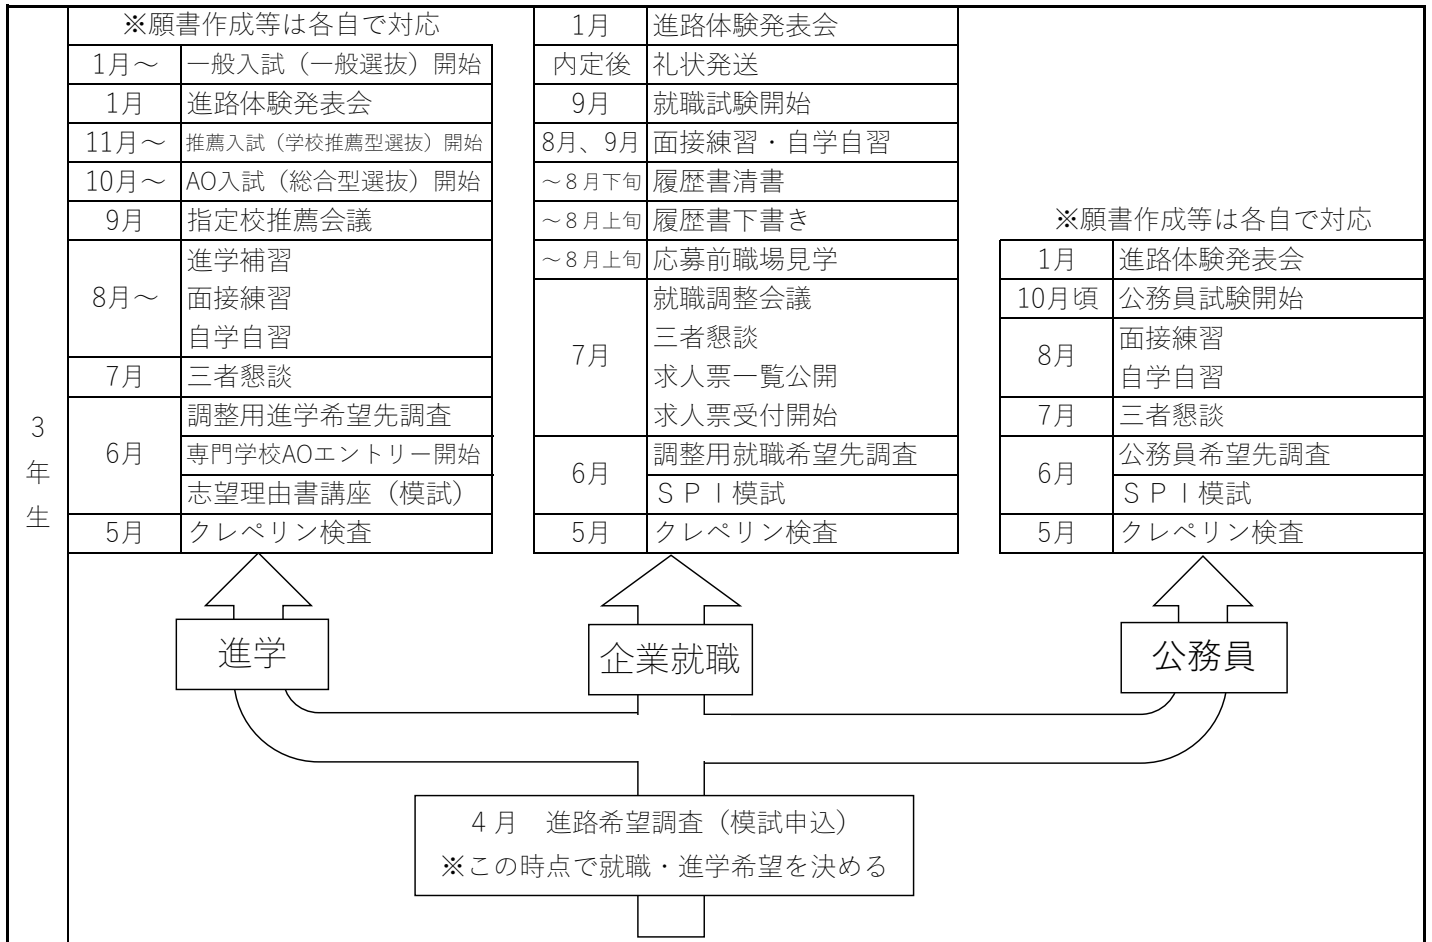 3年生
※願書作成等は各自で対応
1月～ 一般入試（一般選抜）開始
1月 進路体験発表会
11月～ 推薦入試（学校推薦型選抜）開始
10月～ AO入試（総合型選抜）開始
9月 指定校推薦会議
8月～ 進学補習
面接練習
自学自習
7月 三者懇談
6月 調整用進学希望先調査
専門学校AOエントリー開始
志望理由書講座（模試）
5月 クレペリン検査
進学
1月 進路体験発表会
内定後 礼状発送
9月 就職試験開始
8月、9月 面接練習・自学自習
～８月下旬 履歴書清書
～８月上旬 履歴書下書き
～８月上旬 応募前職場見学
7月 就職調整会議
三者懇談
求人票一覧公開
求人票受付開始
6月 調整用就職希望先調査
ＳＰＩ模試
5月 クレペリン検査
企業就職
※願書作成等は各自で対応
1月 進路体験発表会
10月頃 公務員試験開始
8月 面接練習
自学自習
7月 三者懇談
6月 公務員希望先調査
ＳＰＩ模試
5月 クレペリン検査
公務員
４月　進路希望調査（模試申込）
※この時点で就職・進学希望を決める